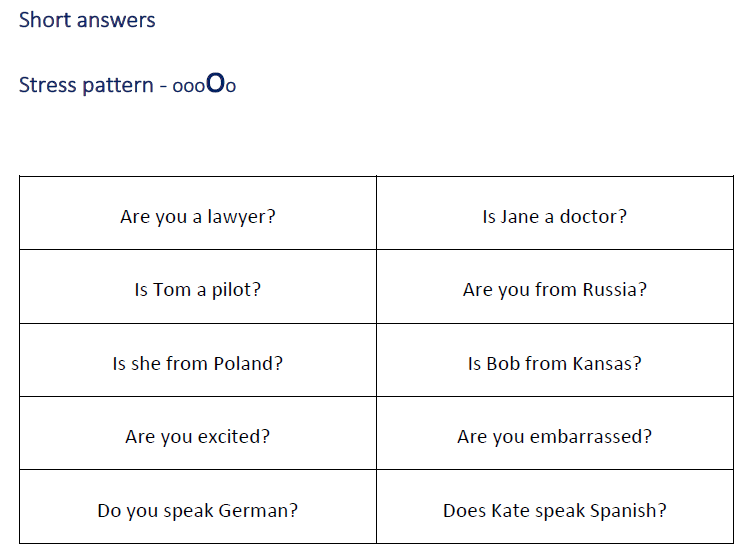 Short answers
Stress pattern - oooOo
Are you a lawyer?
Is Jane a doctor?
Is Tom a pilot?
Are you from Russia?
Is she from Poland?
Is Bob from Kansas?
Are you excited?
Are you embarrassed?
Do you speak German?
Does Kate speak Spanish?